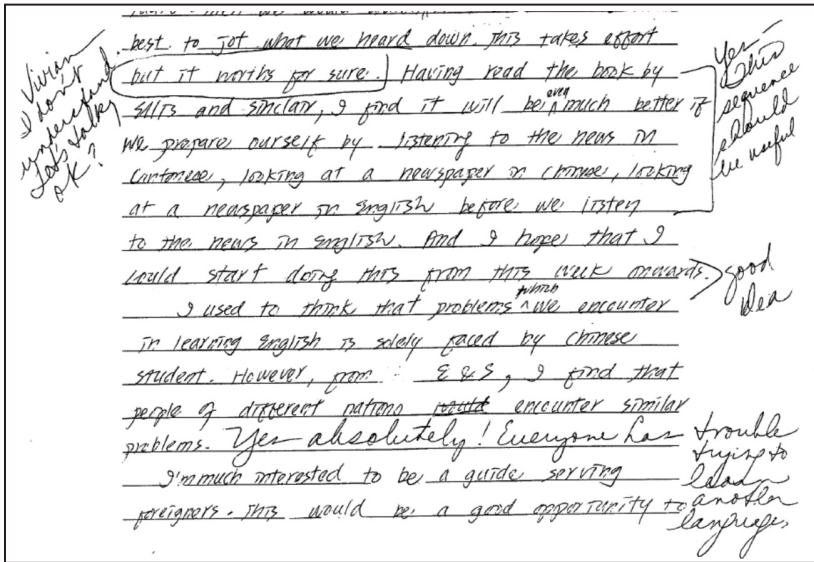 best to jot what we heard down. This takes effort
but it worths for sure. Having read the book by
Ellis and Sinclair, I find it will be even much better if
we prepare ourself by listening to the news in
Cantonese, looking at a newspaper in Chinese, looking
at a newspaper in English before we listen
to the news in English. And I hope that I
could start doing this from this week onwards.
I used to think that problems which we encounter
in learning English is solely faced by Chinese
student. However, from E & S, I find that
people of different nations would encounter similar
problems. Yes absolutely! Everyone has trouble
trying to
learn
another
languages
I'm much interested to be a guide serving
foreigners. This would be a good opportunity to
Vivian
I don't
understand.
Let's talk,
OK?
Yes—
This
sequence
should
be useful
good
idea